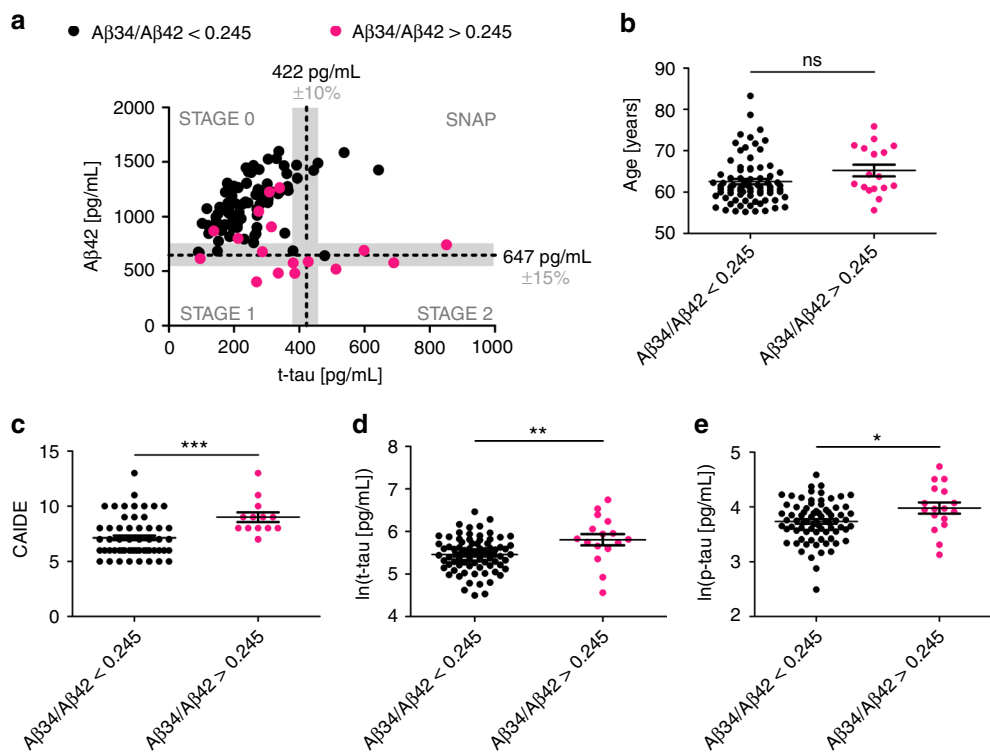 a
Aβ34/Aβ42 < 0.245
Aβ34/Aβ42 > 0.245
422 pg/mL
±10%
2000
1500
1000
500
0
Aβ42 [pg/mL]
STAGE 0
SNAP
STAGE 1
STAGE 2
647 pg/mL
±15%
0
200
400
600
800
1000
t-tau [pg/mL]
b
ns
90
80
70
60
50
Age [years]
Aβ34/Aβ42 < 0.245
Aβ34/Aβ42 > 0.245
c
***
15
10
5
0
CAIDE
Aβ34/Aβ42 < 0.245
Aβ34/Aβ42 > 0.245
d
**
8
7
6
5
4
ln(t-tau [pg/mL])
Aβ34/Aβ42 < 0.245
Aβ34/Aβ42 > 0.245
e
*
5
4
3
2
ln(p-tau [pg/mL])
Aβ34/Aβ42 < 0.245
Aβ34/Aβ42 > 0.245